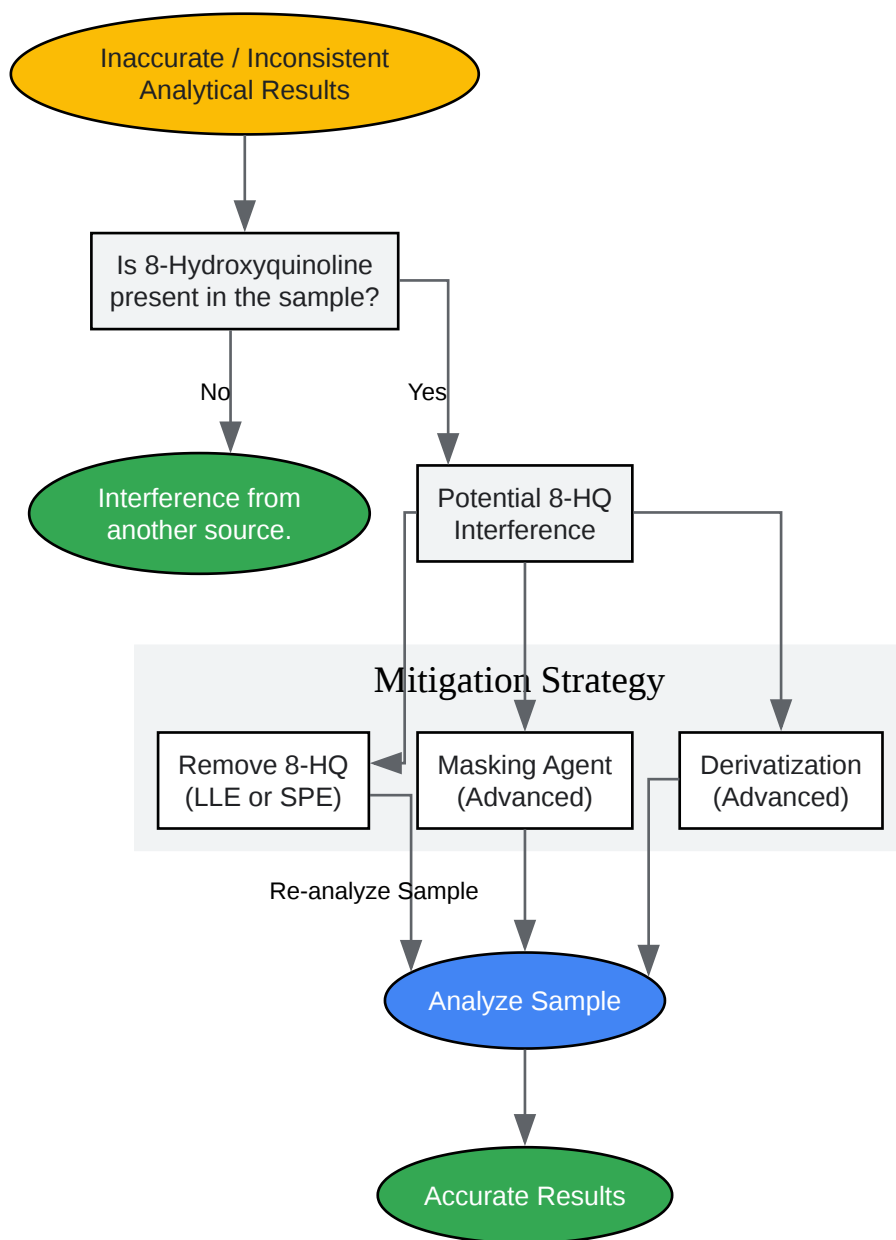 Inaccurate / Inconsistent
Analytical Results
Is 8-Hydroxyquinoline
present in the sample?
No
Yes
Interference from
another source.
Potential 8-HQ
Interference
Mitigation Strategy
Remove 8-HQ
(LLE or SPE)
Masking Agent
(Advanced)
Derivatization
(Advanced)
Re-analyze Sample
Analyze Sample
Accurate Results